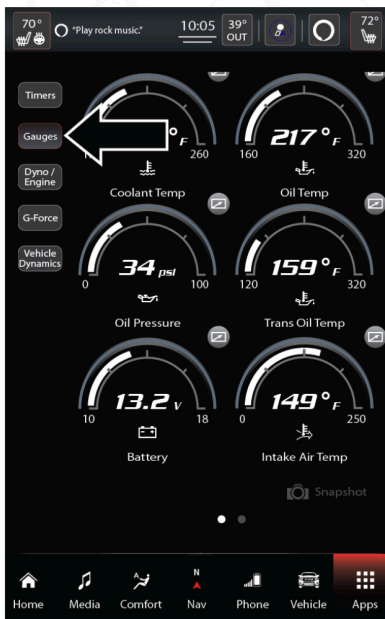 70°
"Play rock music."
10:05
39°
OUT
72°
Timers
Gauges
Dyno /
Engine
G-Force
Vehicle
Dynamics
°F
260
Coolant Temp
217 °F
160
320
Oil Temp
34 psi
0
100
Oil Pressure
159 °F
120
320
Trans Oil Temp
13.2 V
10
18
Battery
149 °F
0
250
Intake Air Temp
Snapshot
Home
Media
A
Comfort
N
Nav
Phone
Vehicle
Apps